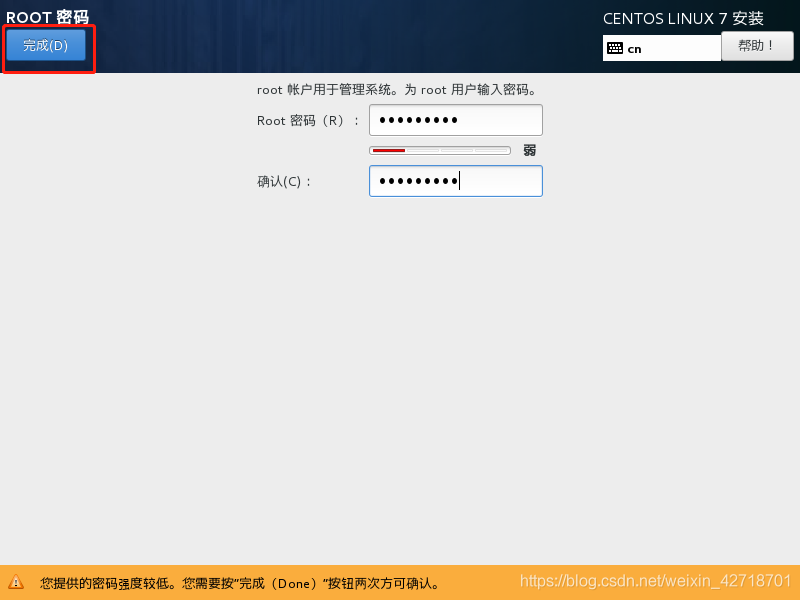 ROOT 密码
CENTOS LINUX 7 安装
完成(D)
cn
帮助！
root 帐户用于管理系统。为 root 用户输入密码。
Root 密码（R）：
•••••••••
弱
确认(C)：
•••••••••
您提供的密码强度较低。您需要按“完成（Done）”按钮两次方可确认。
https://blog.csdn.net/weixin_42718701